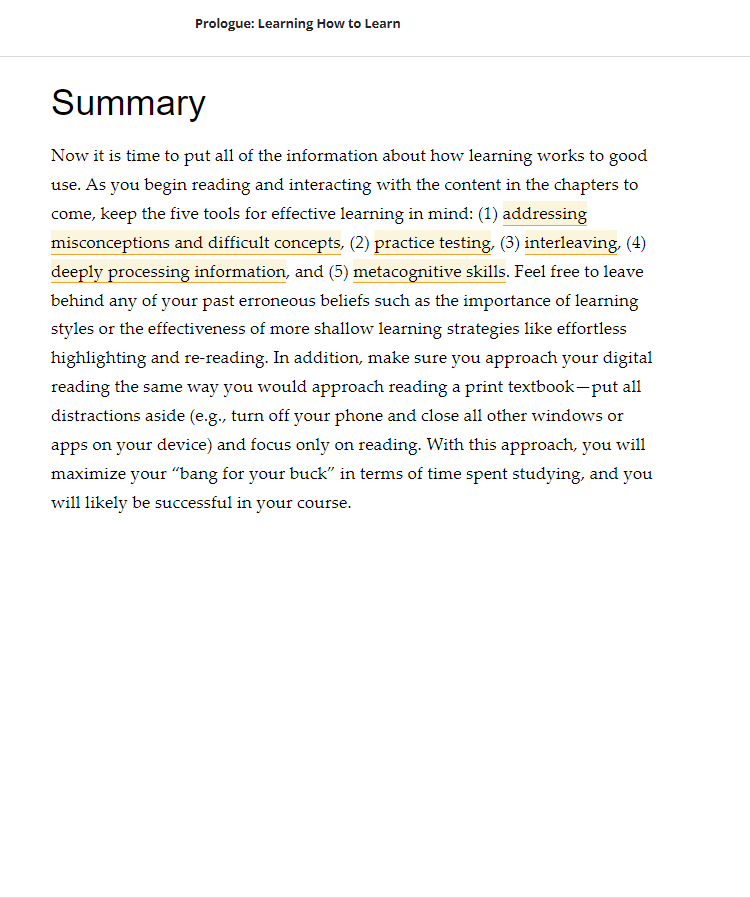 Prologue: Learning How to Learn
Summary
Now it is time to put all of the information about how learning works to good
use. As you begin reading and interacting with the content in the chapters to
come, keep the five tools for effective learning in mind: (1) addressing
misconceptions and difficult concepts, (2) practice testing, (3) interleaving, (4)
deeply processing information, and (5) metacognitive skills. Feel free to leave
behind any of your past erroneous beliefs such as the importance of learning
styles or the effectiveness of more shallow learning strategies like effortless
highlighting and re-reading. In addition, make sure you approach your digital
reading the same way you would approach reading a print textbook—put all
distractions aside (e.g., turn off your phone and close all other windows or
apps on your device) and focus only on reading. With this approach, you will
maximize your “bang for your buck” in terms of time spent studying, and you
will likely be successful in your course.